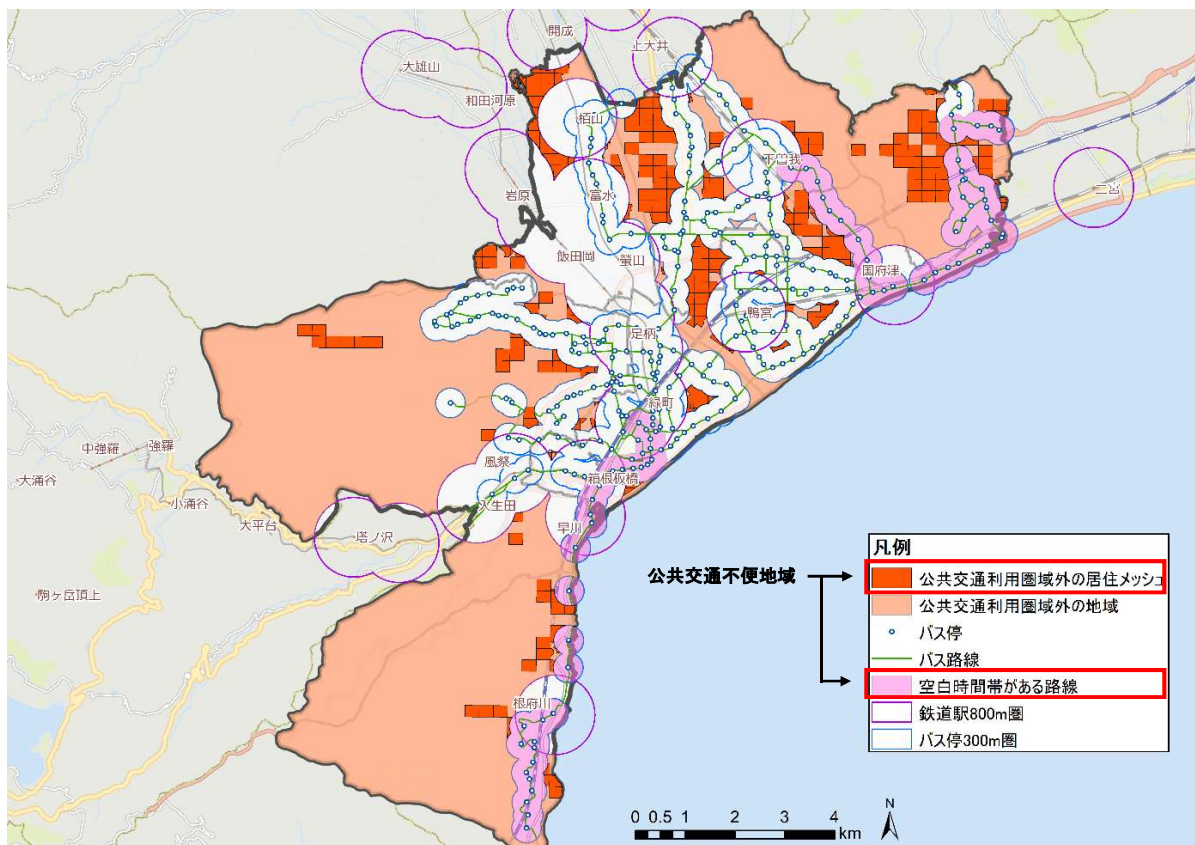 開成
上大井
大雄山
和田河原
栢山
下曽我
岩原
富水
二宮
飯田岡
螢田
国府津
鴨宮
足柄
緑町
中強羅
強羅
風祭
箱根板橋
大涌谷
小涌谷
入生田
大平台
塔ノ沢
早川
駒ヶ岳頂上
根府川
公共交通不便地域
凡例
公共交通利用圏域外の居住メッシュ
公共交通利用圏域外の地域
バス停
バス路線
空白時間帯がある路線
鉄道駅800m圏
バス停300m圏
0 0.5 1 2 3 4
km
N